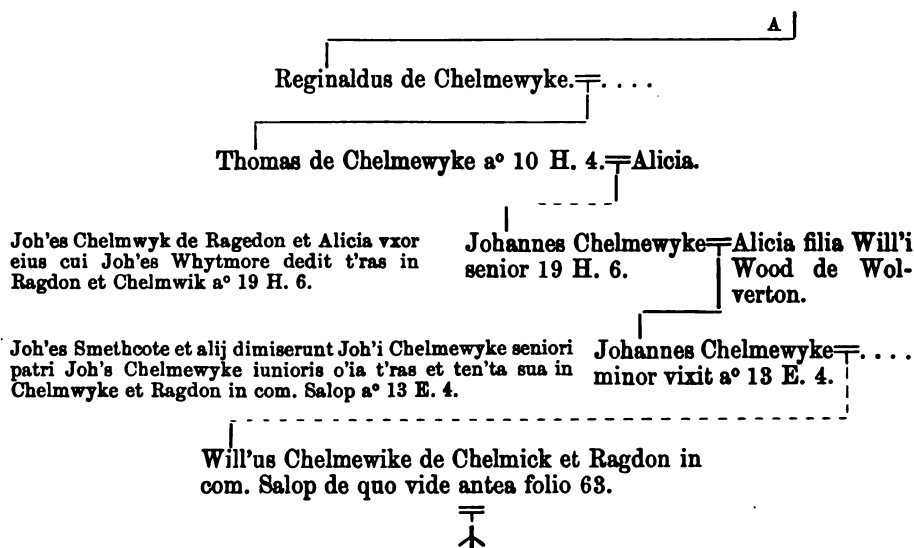 A
Reginaldus de Chelmewyke. . . . .
Thomas de Chelmewyke aº 10 H. 4. Alicia.
Joh'es Chelmwyk de Ragedon et Alicia vxor
eius cui Joh'es Whytmore dedit t'ras in
Ragdon et Chelmwik aº 19 H. 6.
Johannes Chelmewyke
senior 19 H. 6.
Alicia filia Will'i
Wood de Wol-
verton.
Joh'es Smethcote et alij dimiserunt Joh'i Chelmewyke seniori
patri Joh's Chelmewyke iunioris o'ia t'ras et ten'ta sua in
Chelmwyke et Ragdon in com. Salop aº 13 E. 4.
Johannes Chelmewyke . . . .
minor vixit aº 13 E. 4.
Will'us Chelmewike de Chelmick et Ragdon in
com. Salop de quo vide antea folio 63.